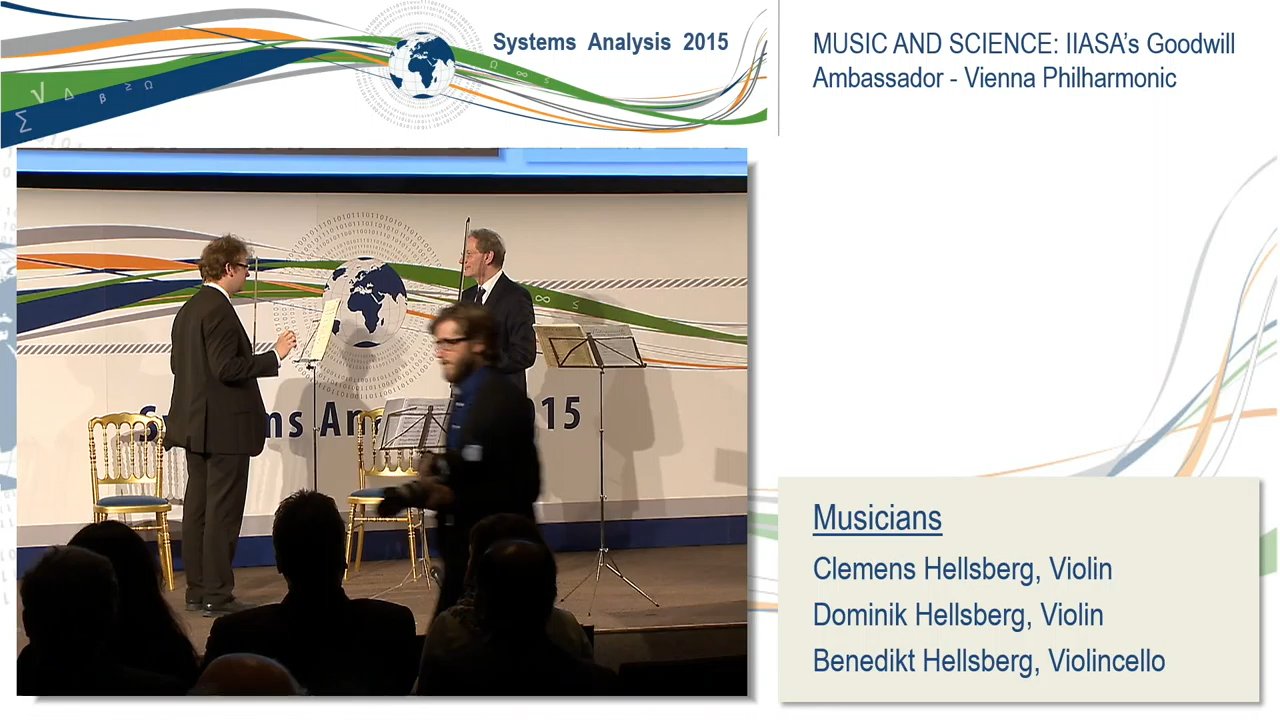 Systems Analysis 2015
MUSIC AND SCIENCE: IIASA's Goodwill
Ambassador - Vienna Philharmonic
Musicians
Clemens Hellsberg, Violin
Dominik Hellsberg, Violin
Benedikt Hellsberg, Violincello